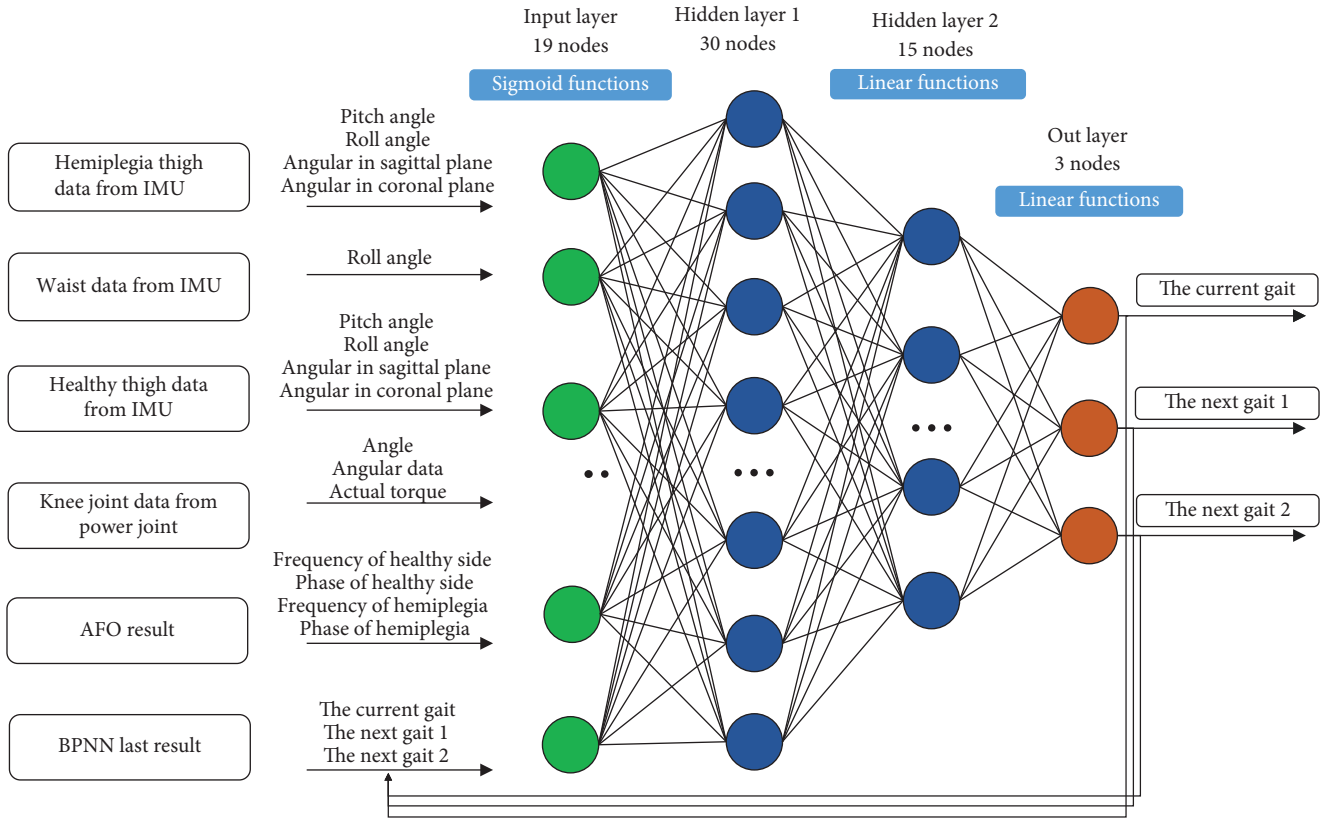 Input layer
19 nodes
Sigmoid functions
Hidden layer 1
30 nodes
Hidden layer 2
15 nodes
Linear functions
Out layer
3 nodes
Linear functions
Hemiplegia thigh
data from IMU
Pitch angle
Roll angle
Angular in sagittal plane
Angular in coronal plane
Waist data from IMU
Roll angle
Healthy thigh data
from IMU
Pitch angle
Roll angle
Angular in sagittal plane
Angular in coronal plane
Knee joint data from
power joint
Angle
Angular data
Actual torque
AFO result
Frequency of healthy side
Phase of healthy side
Frequency of hemiplegia
Phase of hemiplegia
BPNN last result
The current gait
The next gait 1
The next gait 2
The current gait
The next gait 1
The next gait 2